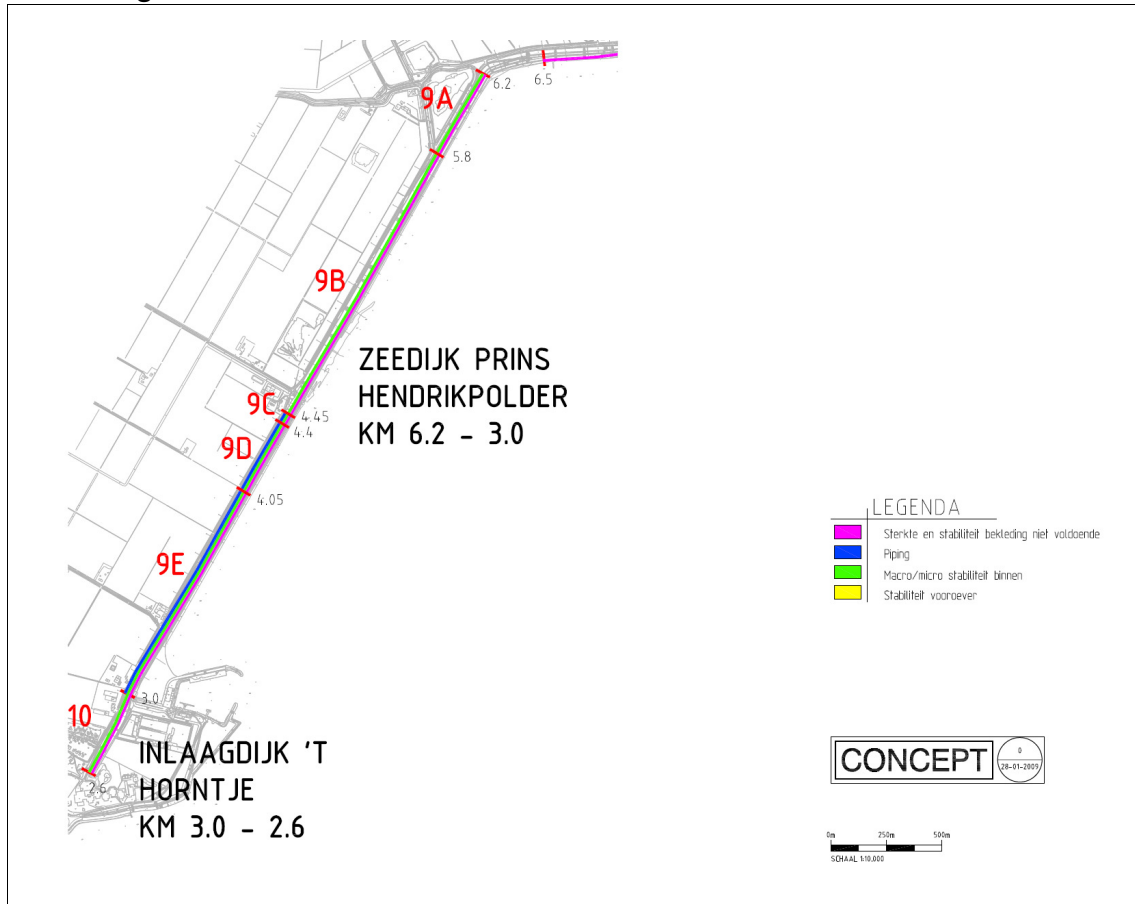 6.5
6.2
9A
5.8
9B
ZEEDIJK PRINS
HENDRIKPOLDER
KM 6.2 - 3.0
9C
4.45
4.4
9D
4.05
9E
3.0
10
INLAAGDIJK 'T
HORNTJE
KM 3.0 - 2.6
2.6
LEGENDA
Sterkte en stabiliteit bekleding niet voldoende
Piping
Macro/micro stabiliteit binnen
Stabiliteit vooroever
CONCEPT
0
28-01-2009
0m 250m 500m
SCHAAL 1:10.000